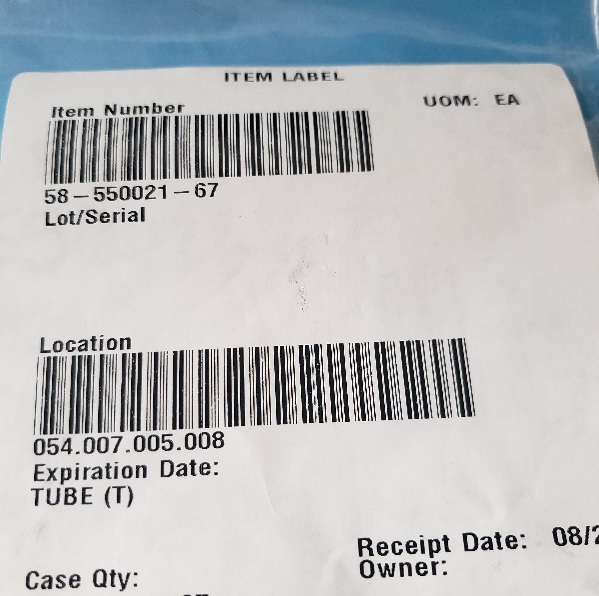 ITEM LABEL
Item Number
UOM: EA
58-550021-67
Lot/Serial
Location
054.007.005.008
Expiration Date:
TUBE (T)
Receipt Date: 08/2
Owner:
Case Qty: